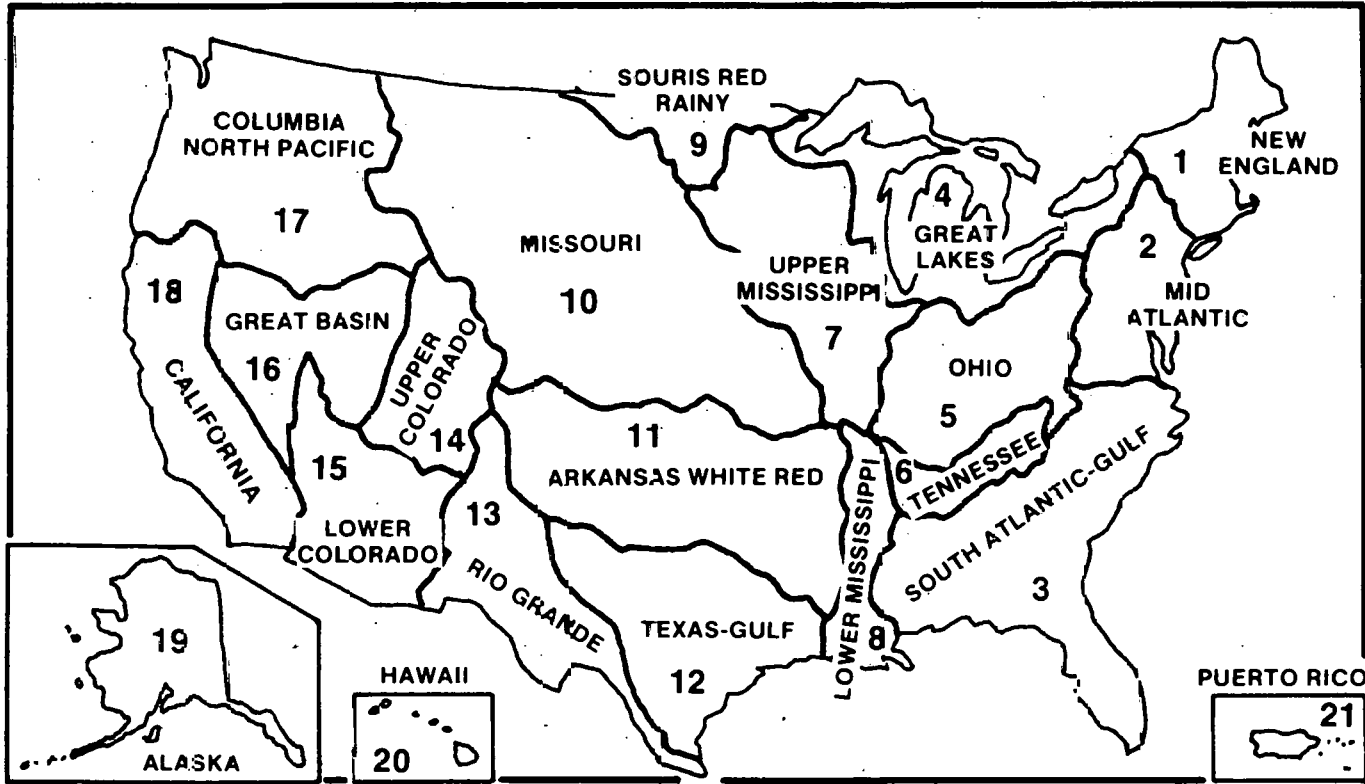 SOURIS RED
RAINY
9
COLUMBIA
NORTH PACIFIC
17
NEW
ENGLAND
1
4
GREAT
LAKES
2
MID
ATLANTIC
MISSOURI
10
UPPER
MISSISSIPPI
7
18
CALIFORNIA
GREAT BASIN
16
UPPER
COLORADO
14
OHIO
5
6
TENNESSEE
11
ARKANSAS WHITE RED
15
LOWER
COLORADO
13
RIO GRANDE
LOWER MISSISSIPPI
8
SOUTH ATLANTIC-GULF
3
TEXAS-GULF
12
19
ALASKA
HAWAII
20
PUERTO RICO
21